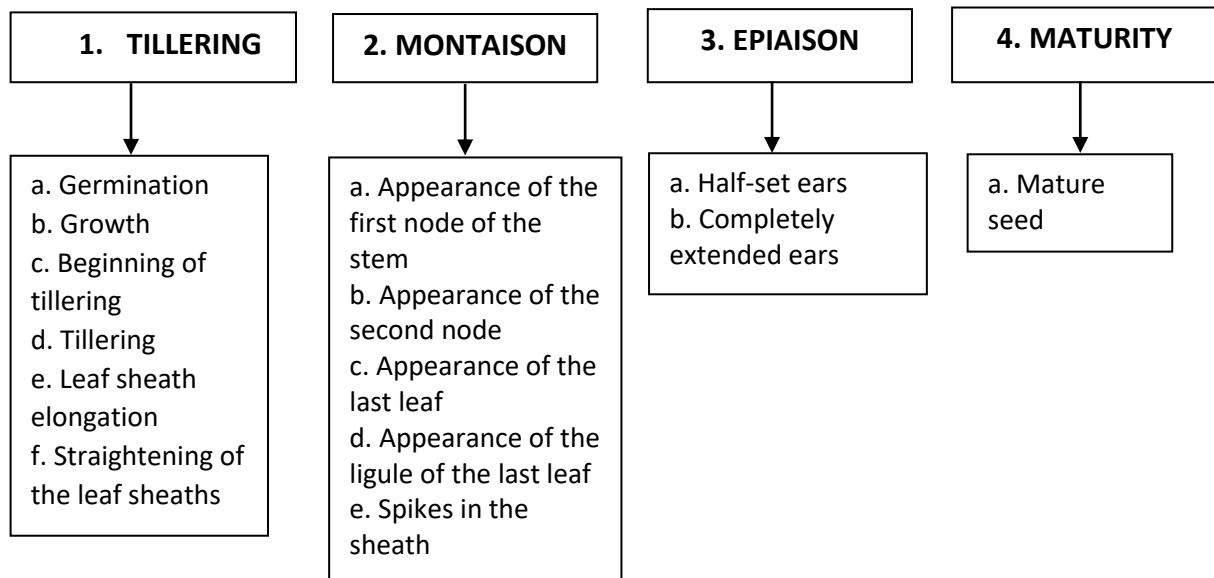 1. TILLERING
a. Germination
b. Growth
c. Beginning of
tillering
d. Tillering
e. Leaf sheath
elongation
f. Straightening of
the leaf sheaths
2. MONTAISON
a. Appearance of the
first node of the
stem
b. Appearance of the
second node
c. Appearance of the
last leaf
d. Appearance of the
ligule of the last leaf
e. Spikes in the
sheath
3. EPIAISON
a. Half-set ears
b. Completely
extended ears
4. MATURITY
a. Mature
seed